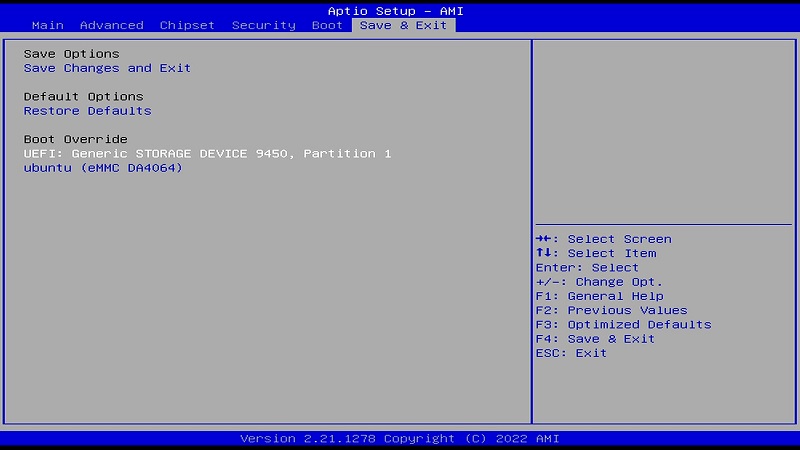 Aptio Setup - AMI
Main Advanced Chipset Security Boot Save & Exit
Save Options
Save Changes and Exit
Default Options
Restore Defaults
Boot Override
UEFI: Generic STORAGE DEVICE 9450, Partition 1
ubuntu (eMMC DA4064)
→←: Select Screen
↑↓: Select Item
Enter: Select
+/-: Change Opt.
F1: General Help
F2: Previous Values
F3: Optimized Defaults
F4: Save & Exit
ESC: Exit
Version 2.21.1278 Copyright (C) 2022 AMI